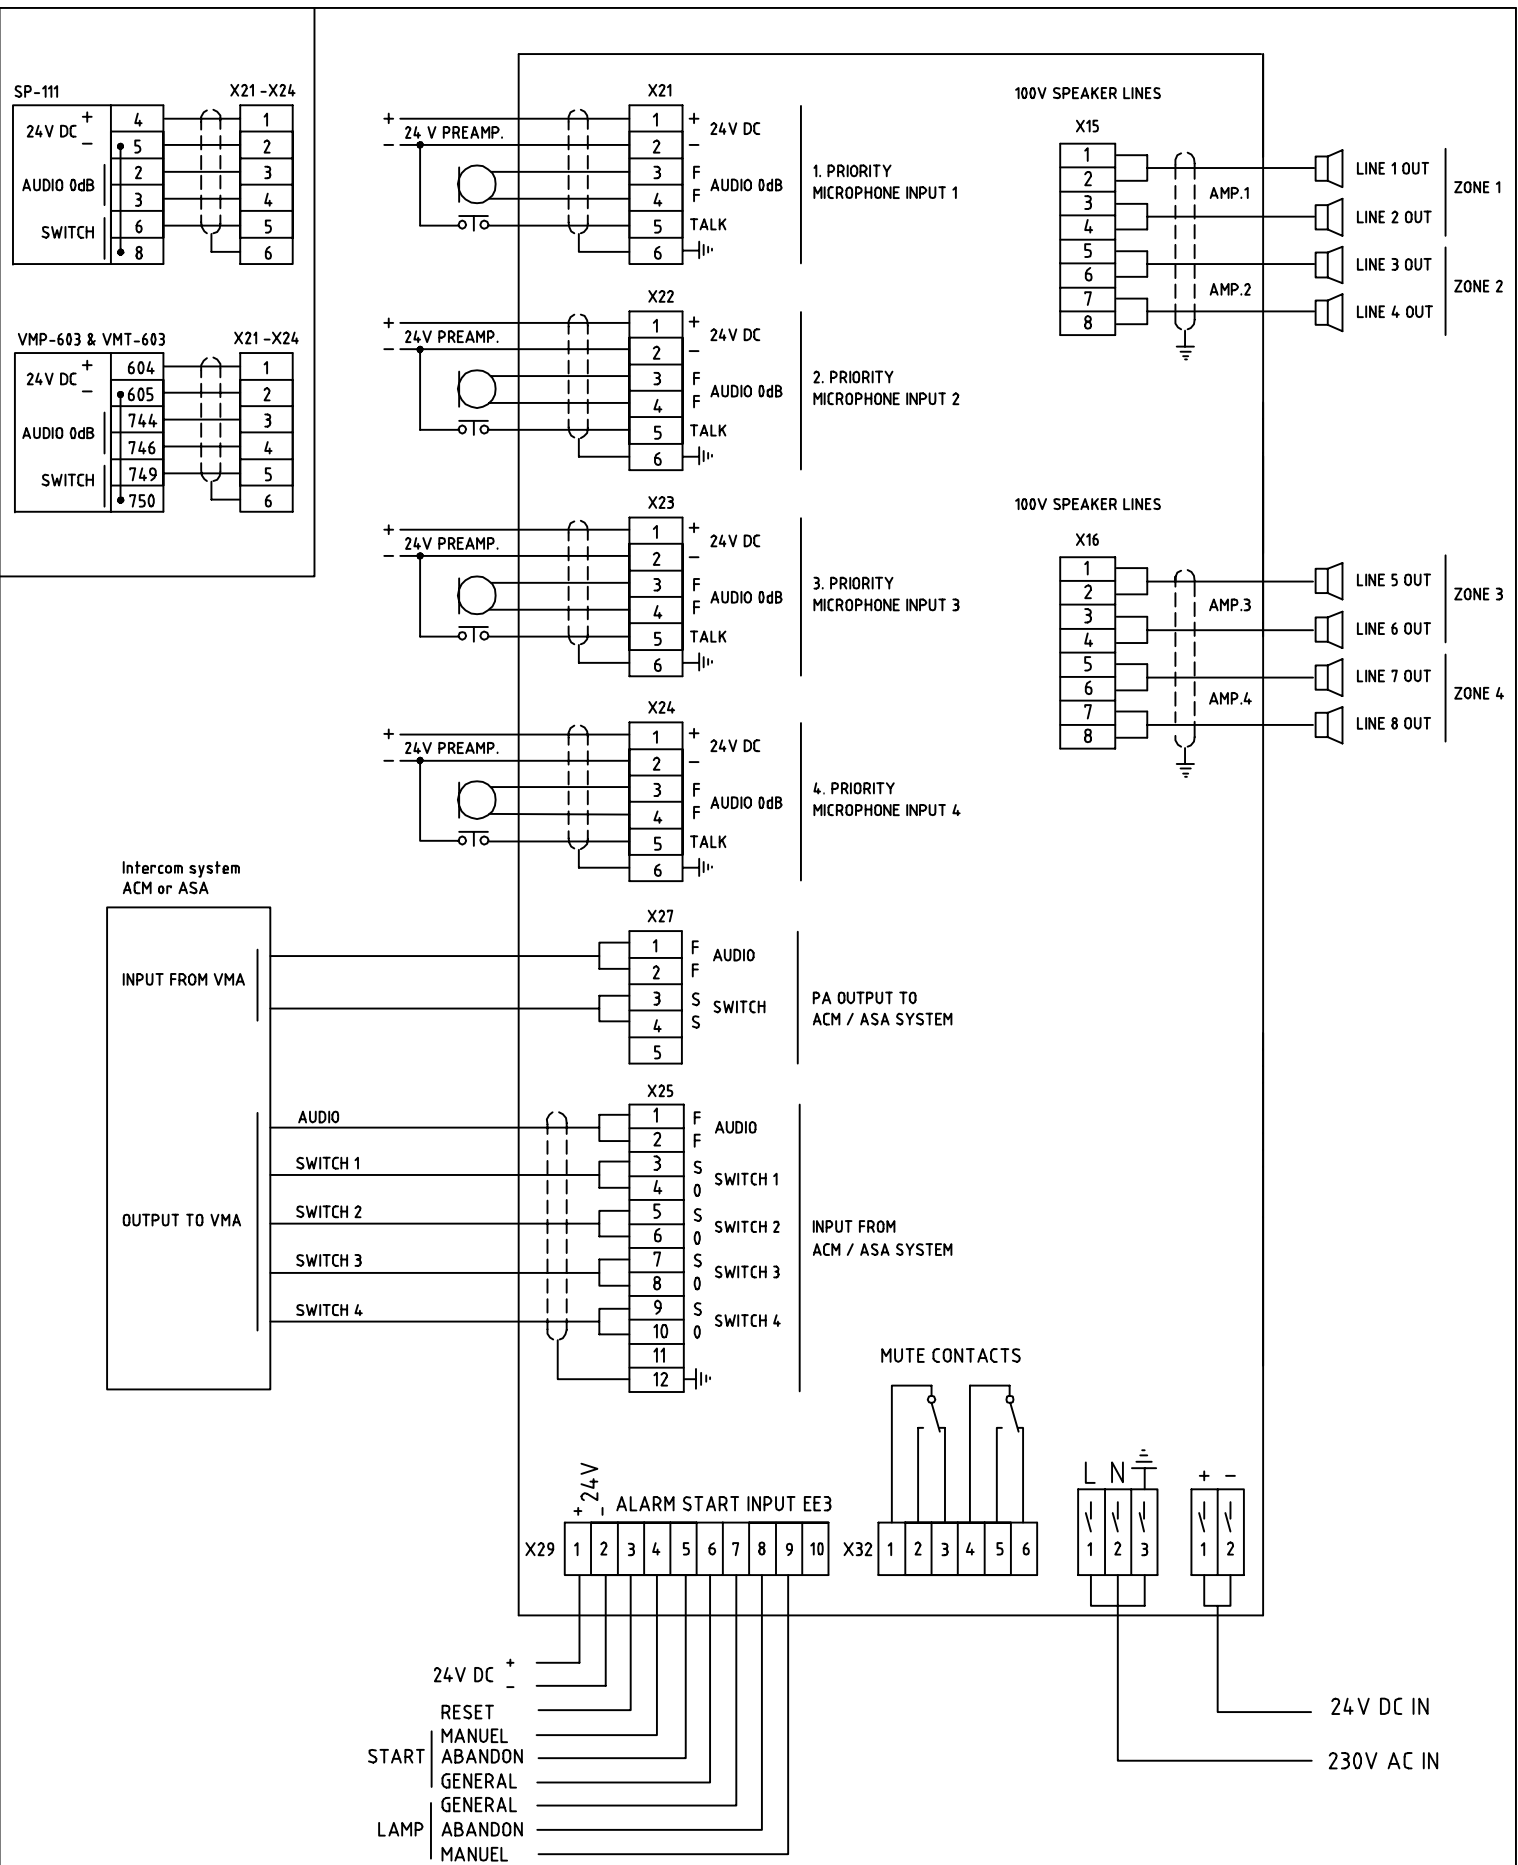 SP-111
X21 -X24
24V DC + -
4
5
AUDIO 0dB
2
3
SWITCH
6
8
1
2
3
4
5
6
VMP-603 & VMT-603
X21 -X24
24V DC + -
604
605
AUDIO 0dB
744
746
SWITCH
749
750
1
2
3
4
5
6
X21
+
-
24 V PREAMP.
1 +
2 -
24V DC
3 F
4 F
AUDIO 0dB
5 TALK
6
1. PRIORITY
MICROPHONE INPUT 1
X22
+
-
24V PREAMP.
1 +
2 -
24V DC
3 F
4 F
AUDIO 0dB
5 TALK
6
2. PRIORITY
MICROPHONE INPUT 2
X23
+
-
24V PREAMP.
1 +
2 -
24V DC
3 F
4 F
AUDIO 0dB
5 TALK
6
3. PRIORITY
MICROPHONE INPUT 3
X24
+
-
24V PREAMP.
1 +
2 -
24V DC
3 F
4 F
AUDIO 0dB
5 TALK
6
4. PRIORITY
MICROPHONE INPUT 4
100V SPEAKER LINES
X15
1
2
3
4
5
6
7
8
AMP.1
AMP.2
LINE 1 OUT
LINE 2 OUT
ZONE 1
LINE 3 OUT
LINE 4 OUT
ZONE 2
100V SPEAKER LINES
X16
1
2
3
4
5
6
7
8
AMP.3
AMP.4
LINE 5 OUT
LINE 6 OUT
ZONE 3
LINE 7 OUT
LINE 8 OUT
ZONE 4
Intercom system
ACM or ASA
INPUT FROM VMA
OUTPUT TO VMA
X27
1 F
2 F
AUDIO
3 S
4 S
SWITCH
5
PA OUTPUT TO
ACM / ASA SYSTEM
X25
AUDIO
SWITCH 1
SWITCH 2
SWITCH 3
SWITCH 4
1 F
2 F
AUDIO
3 S
4 0
SWITCH 1
5 S
6 0
SWITCH 2
7 S
8 0
SWITCH 3
9 S
10 0
SWITCH 4
11
12
INPUT FROM
ACM / ASA SYSTEM
MUTE CONTACTS
X32 1 2 3 4 5 6
+ 24V -
ALARM START INPUT EE3
X29 1 2 3 4 5 6 7 8 9 10
L N
1 2 3
+ -
1 2
24V DC + -
RESET
START
MANUEL
ABANDON
GENERAL
LAMP
GENERAL
ABANDON
MANUEL
24V DC IN
230V AC IN